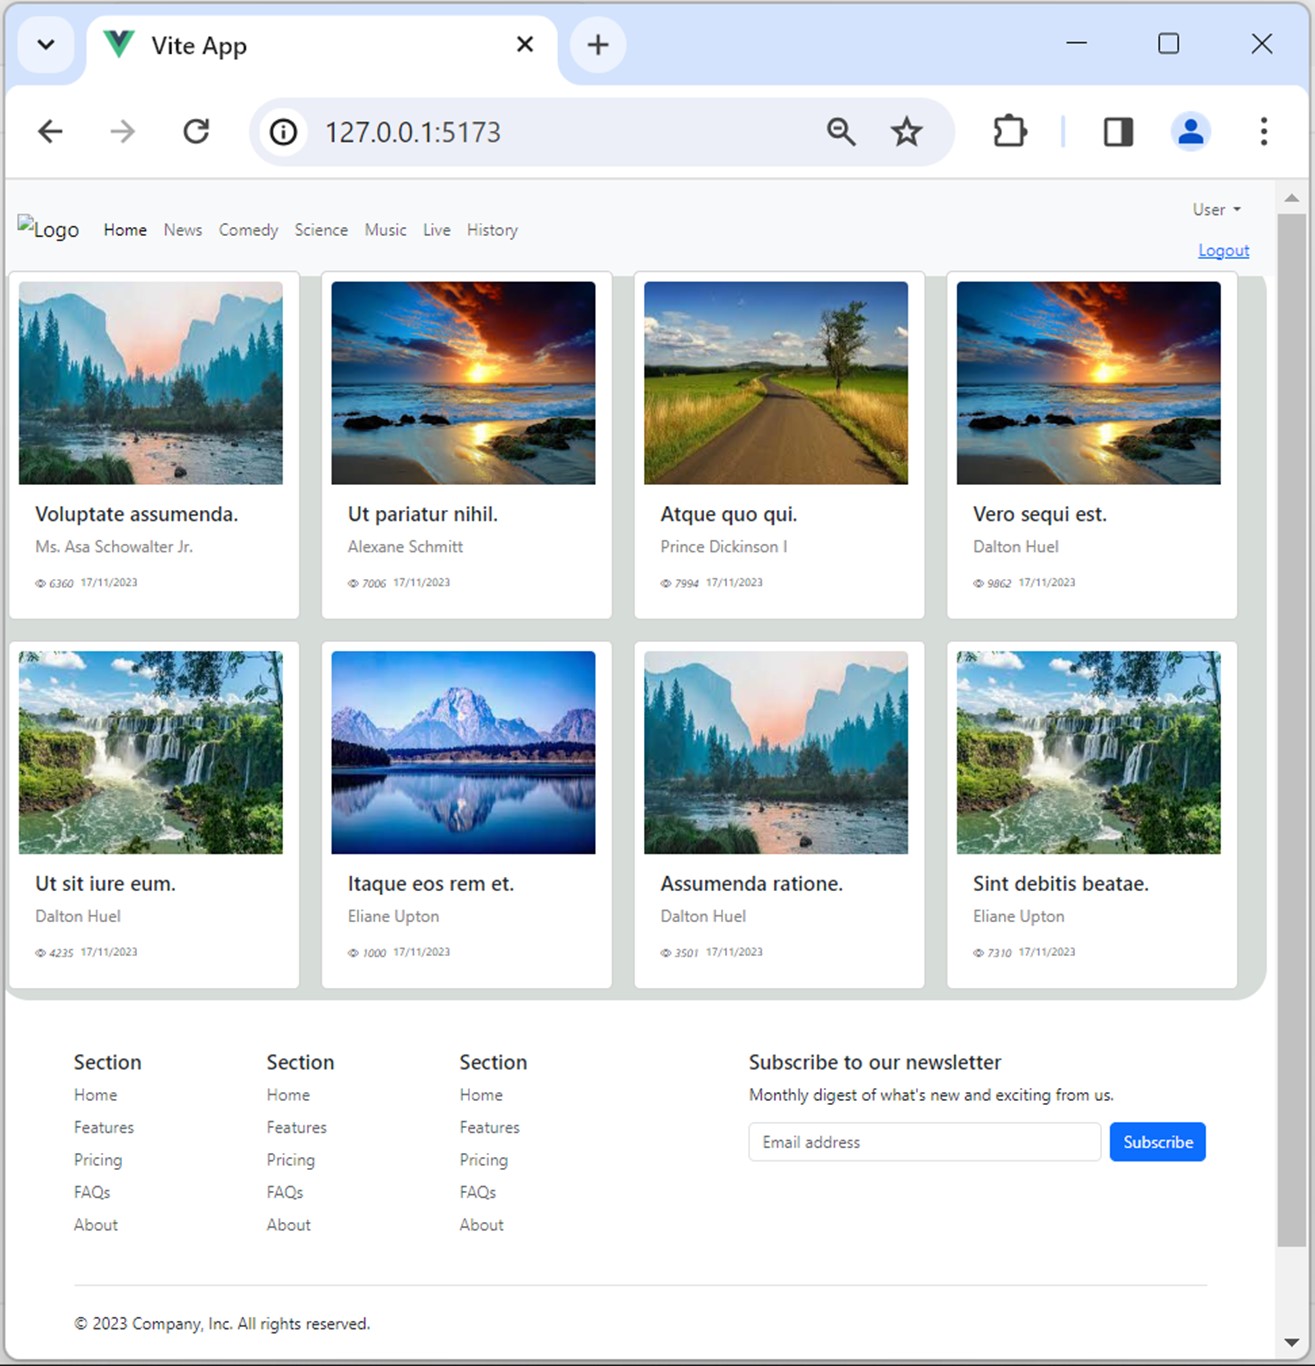 Vite App
127.0.0.1:5173
User
Logo Home News Comedy Science Music Live History
Logout
Voluptate assumenda. Ut pariatur nihil. Atque quo qui. Vero sequi est.
Ms. Asa Schowalter Jr. Alexane Schmitt Prince Dickinson I Dalton Huel
6360 17/11/2023 7006 17/11/2023 7994 17/11/2023 9862 17/11/2023
Ut sit iure eum. Itaque eos rem et. Assumenda ratione. Sint debitis beatae.
Dalton Huel Eliane Upton Dalton Huel Eliane Upton
4235 17/11/2023 1000 17/11/2023 3501 17/11/2023 7310 17/11/2023
Section Section Section Subscribe to our newsletter
Home Home Home Monthly digest of what's new and exciting from us.
Features Features Features
Email address Subscribe
Pricing Pricing Pricing
FAQs FAQs FAQs
About About About
© 2023 Company, Inc. All rights reserved.